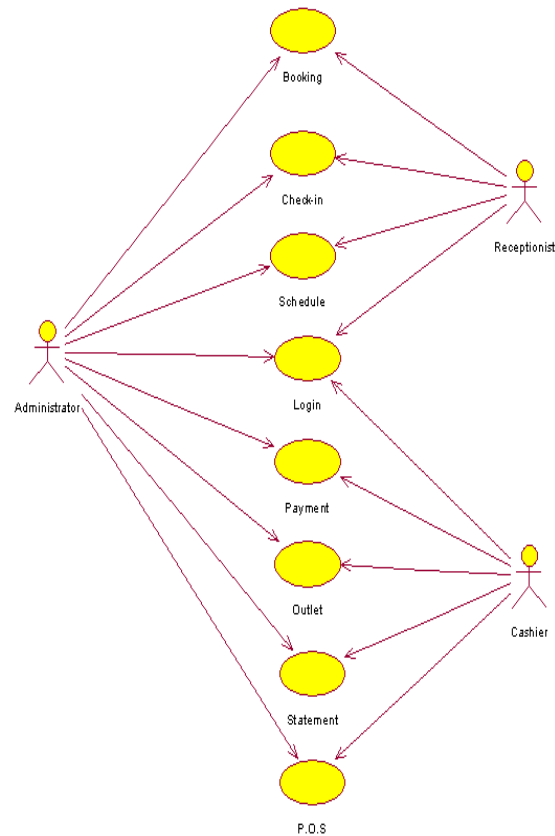 Booking
Check-in
Receptionist
Schedule
Administrator
Login
Payment
Outlet
Cashier
Statement
P.O.S